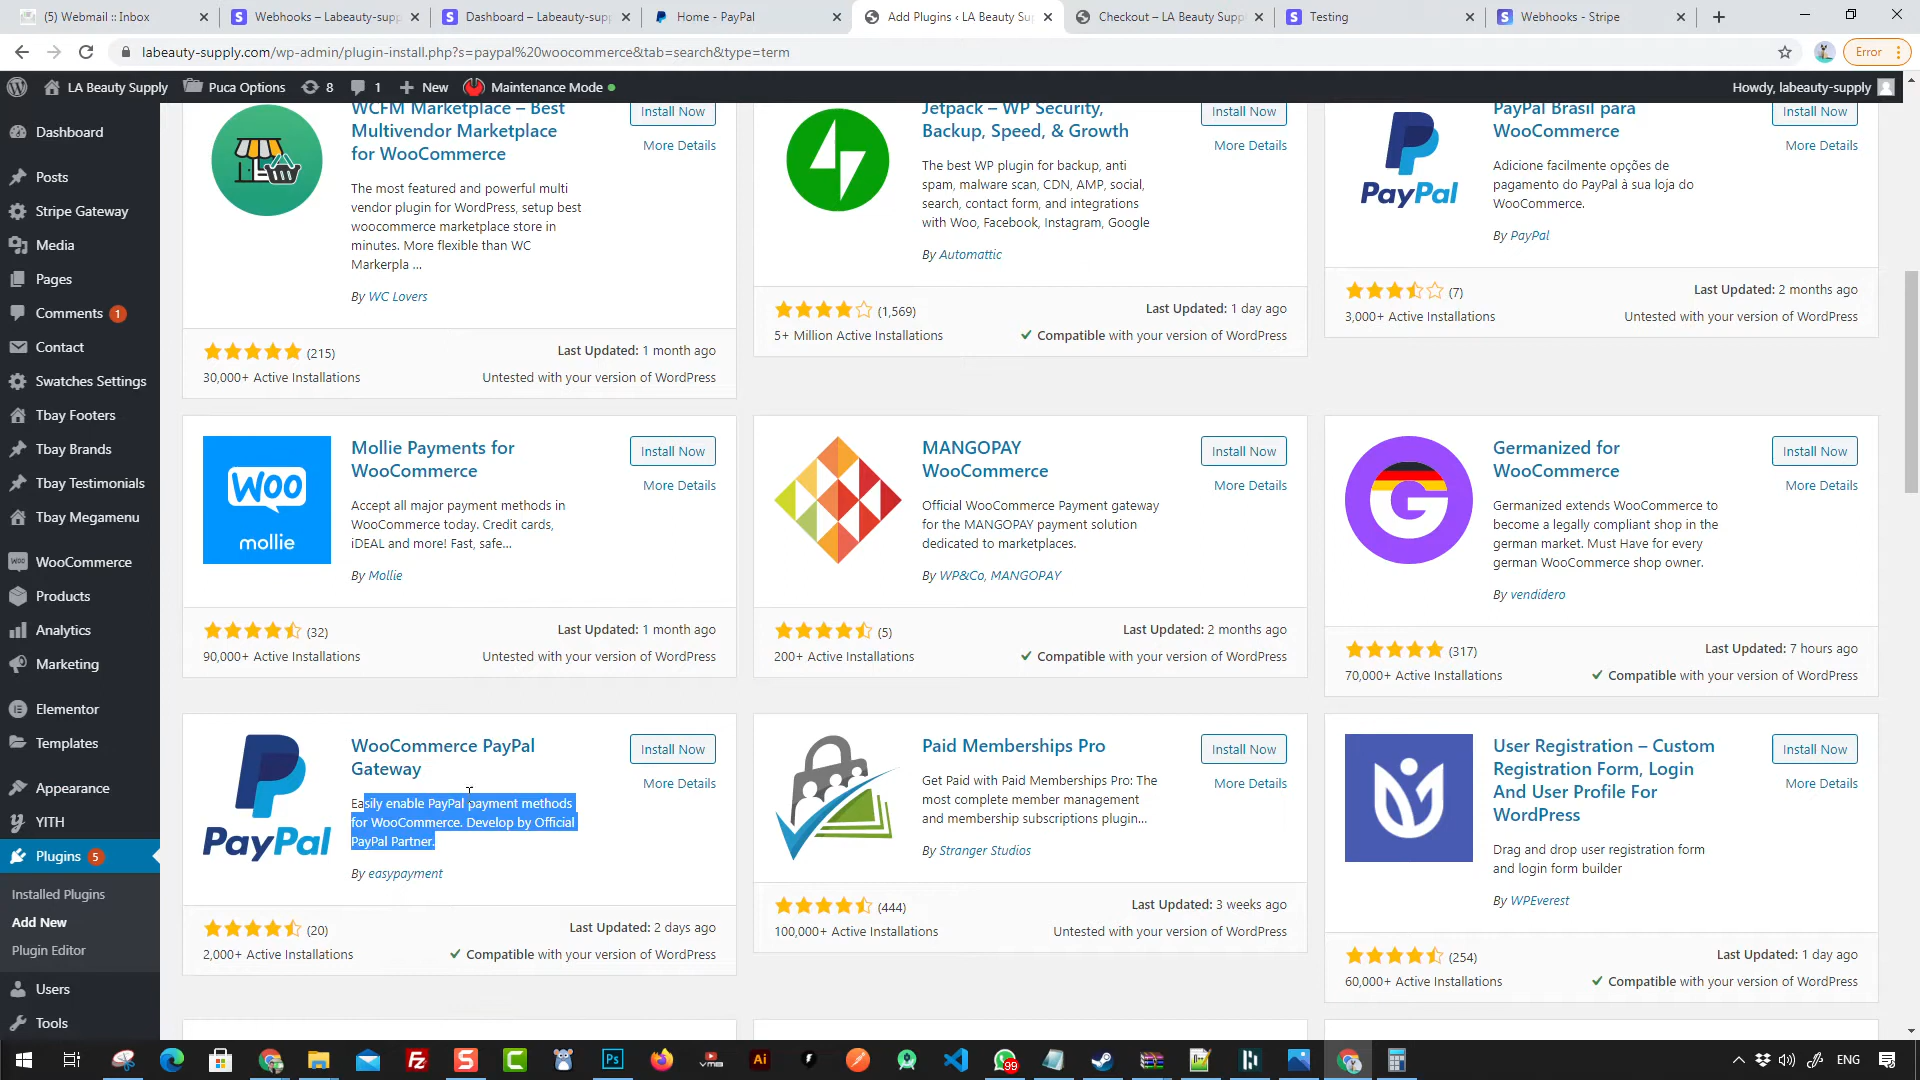 (5) Webmail :: Inbox
Webhooks – Labeauty-supp
Dashboard – Labeauty-supp
Home - PayPal
Add Plugins ‹ LA Beauty Su
Checkout – LA Beauty Suppl
Testing
Webhooks - Stripe
labeauty-supply.com/wp-admin/plugin-install.php?s=paypal%20woocommerce&tab=search&type=term
Error
LA Beauty Supply
Puca Options
8
1
New
Maintenance Mode
Howdy, labeauty-supply
Dashboard
Posts
Stripe Gateway
Media
Pages
Comments 1
Contact
Swatches Settings
Tbay Footers
Tbay Brands
Tbay Testimonials
Tbay Megamenu
WooCommerce
Products
Analytics
Marketing
Elementor
Templates
Appearance
YITH
Plugins 5
Installed Plugins
Add New
Plugin Editor
Users
Tools
WCFM Marketplace – Best
Multivendor Marketplace
for WooCommerce
Install Now
More Details
The most featured and powerful multi
vendor plugin for WordPress, setup best
woocommerce marketplace store in
minutes. More flexible than WC
Markerpla ...
By WC Lovers
(215)
30,000+ Active Installations
Last Updated: 1 month ago
Untested with your version of WordPress
Jetpack – WP Security,
Backup, Speed, & Growth
Install Now
More Details
The best WP plugin for backup, anti
spam, malware scan, CDN, AMP, social,
search, contact form, and integrations
with Woo, Facebook, Instagram, Google
By Automattic
(1,569)
5+ Million Active Installations
Last Updated: 1 day ago
Compatible with your version of WordPress
PayPal
PayPal Brasil para
WooCommerce
Install Now
More Details
Adicione facilmente opções de
pagamento do PayPal à sua loja do
WooCommerce.
By PayPal
(7)
3,000+ Active Installations
Last Updated: 2 months ago
Untested with your version of WordPress
WOO
mollie
Mollie Payments for
WooCommerce
Install Now
More Details
Accept all major payment methods in
WooCommerce today. Credit cards,
iDEAL and more! Fast, safe...
By Mollie
(32)
90,000+ Active Installations
Last Updated: 1 month ago
Untested with your version of WordPress
MANGOPAY
WooCommerce
Install Now
More Details
Official WooCommerce Payment gateway
for the MANGOPAY payment solution
dedicated to marketplaces.
By WP&Co, MANGOPAY
(5)
200+ Active Installations
Last Updated: 2 months ago
Compatible with your version of WordPress
G
Germanized for
WooCommerce
Install Now
More Details
Germanized extends WooCommerce to
become a legally compliant shop in the
german market. Must Have for every
german WooCommerce shop owner.
By vendidero
(317)
70,000+ Active Installations
Last Updated: 7 hours ago
Compatible with your version of WordPress
PayPal
WooCommerce PayPal
Gateway
Install Now
More Details
Easily enable PayPal payment methods
for WooCommerce. Develop by Official
PayPal Partner.
By easypayment
(20)
2,000+ Active Installations
Last Updated: 2 days ago
Compatible with your version of WordPress
Paid Memberships Pro
Install Now
More Details
Get Paid with Paid Memberships Pro: The
most complete member management
and membership subscriptions plugin...
By Stranger Studios
(444)
100,000+ Active Installations
Last Updated: 3 weeks ago
Untested with your version of WordPress
User Registration – Custom
Registration Form, Login
And User Profile For
WordPress
Install Now
More Details
Drag and drop user registration form
and login form builder
By WPEverest
(254)
60,000+ Active Installations
Last Updated: 1 day ago
Compatible with your version of WordPress
99
ENG